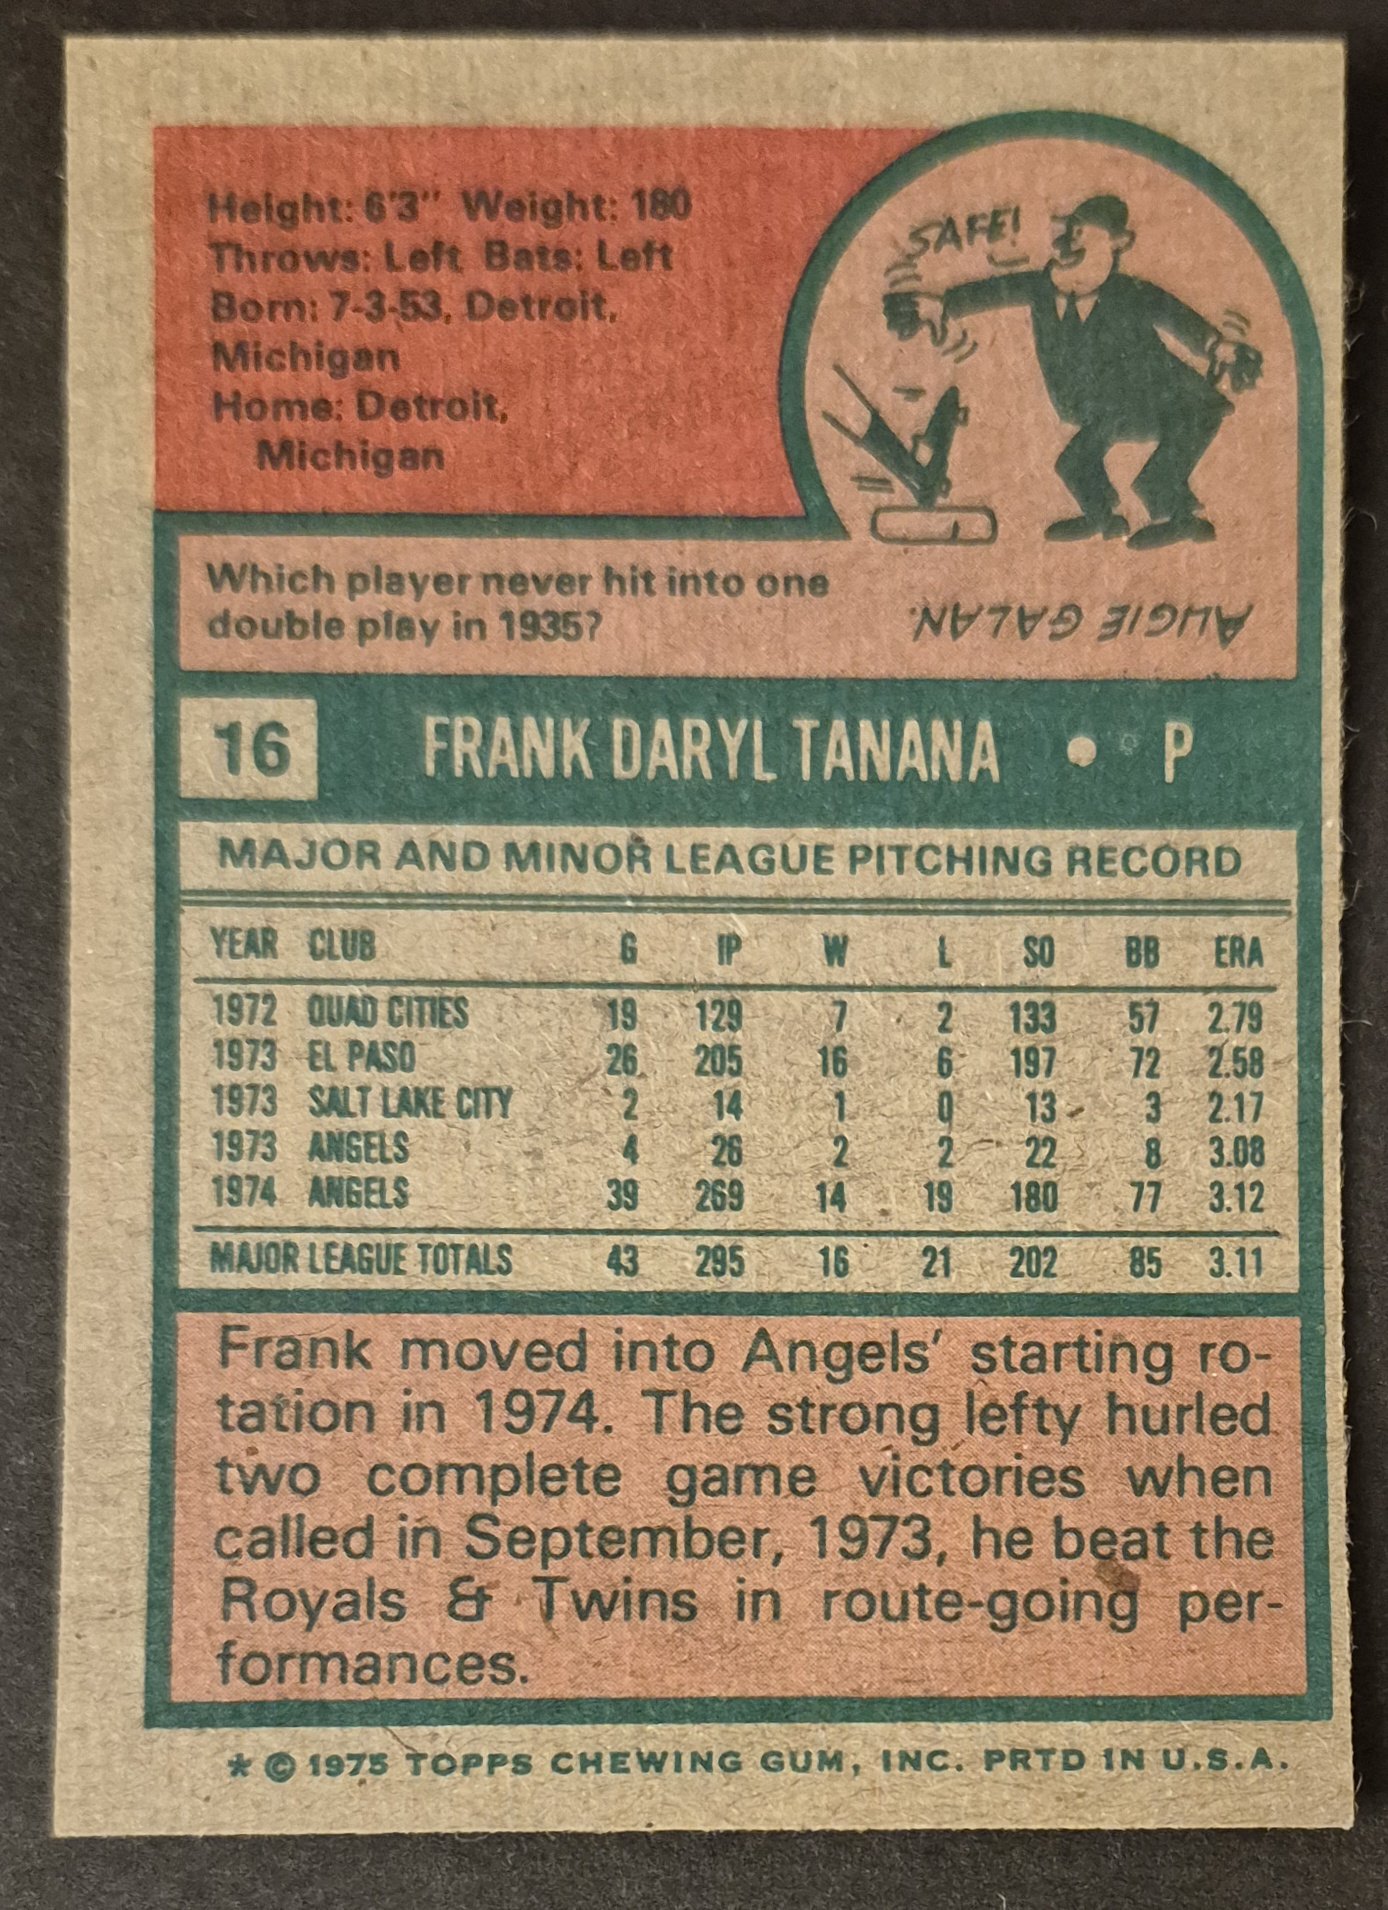 Height: 6'3" Weight: 180
Throws: Left Bats: Left
Born: 7-3-53, Detroit,
Michigan
Home: Detroit,
Michigan
SAFE!
Which player never hit into one
double play in 1935?
AUGIE GALAN.
16 FRANK DARYL TANANA • P
MAJOR AND MINOR LEAGUE PITCHING RECORD
YEAR CLUB G IP W L SO BB ERA
1972 QUAD CITIES 19 129 7 2 133 57 2.79
1973 EL PASO 26 205 16 6 197 72 2.58
1973 SALT LAKE CITY 2 14 1 0 13 3 2.17
1973 ANGELS 4 26 2 2 22 8 3.08
1974 ANGELS 39 269 14 19 180 77 3.12
MAJOR LEAGUE TOTALS 43 295 16 21 202 85 3.11
Frank moved into Angels' starting ro-
tation in 1974. The strong lefty hurled
two complete game victories when
called in September, 1973, he beat the
Royals & Twins in route-going per-
formances.
* © 1975 TOPPS CHEWING GUM, INC. PRTD IN U.S.A.